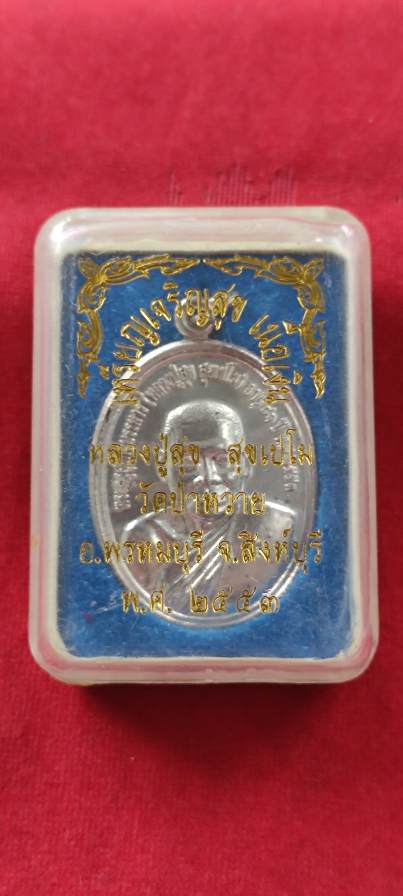 เหรียญเจริญสุข เนื้อเงิน
หลวงปู่สุข สุขเปโม
วัดป่าหวาย
อ.พรหมบุรี จ.สิงห์บุรี
พ.ศ. ๒๕๕๓